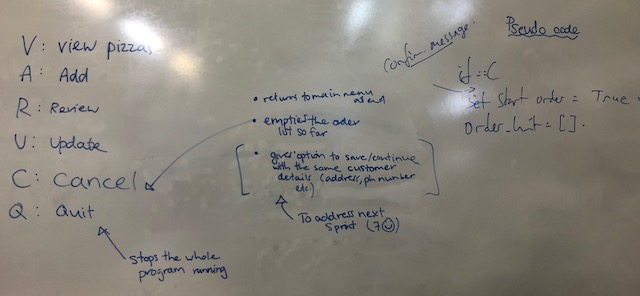 V: view pizzas
A: Add
R: Review
U: Update
C: Cancel
Q: Quit
stops the whole
program running
• returns to main menu
as end
• empties the order
list so far
• gives option to save/continue
with the same customer
details (address, ph number
etc.)
To address next
sprint (7☺)
confirm message.
Pseudo code
if ==C
Set Start order = True
Order_list = [].